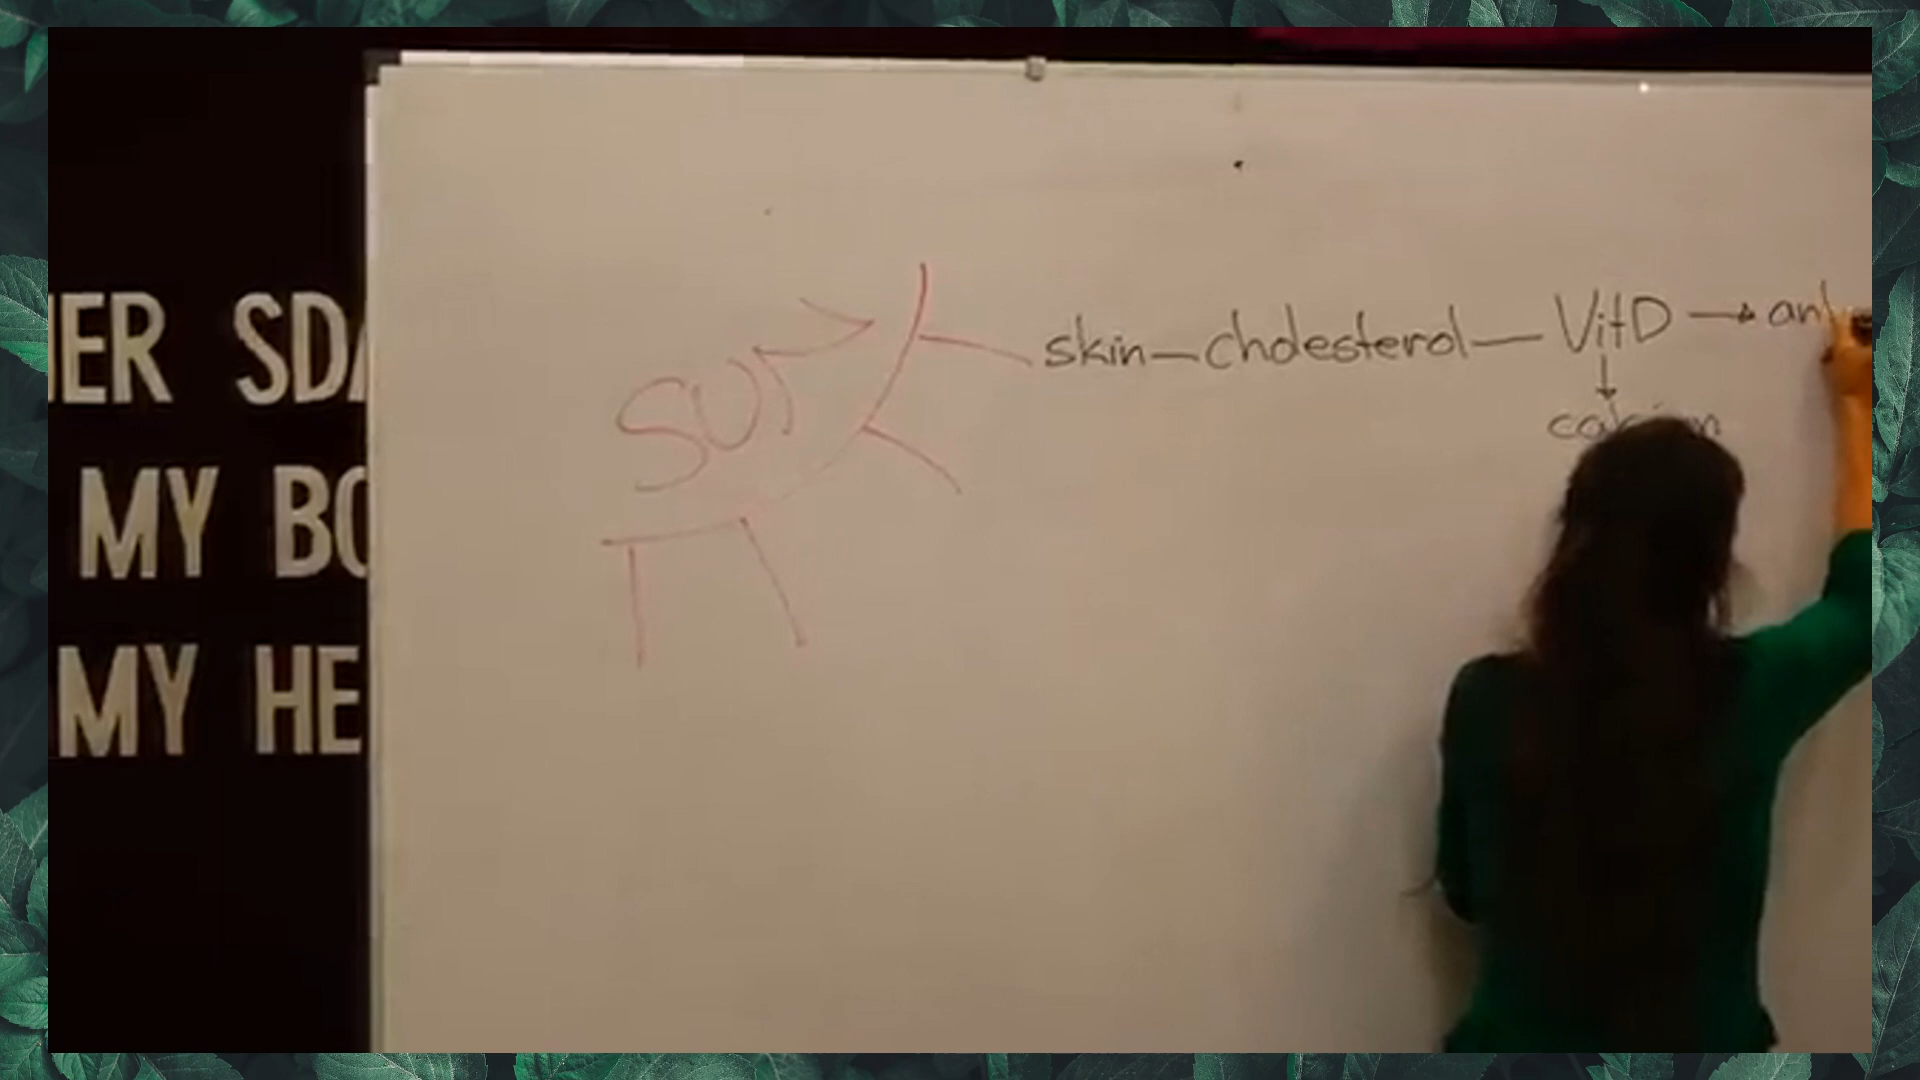 ER SDA
MY BO
MY HE
sun
skin—cholesterol—VitD → an